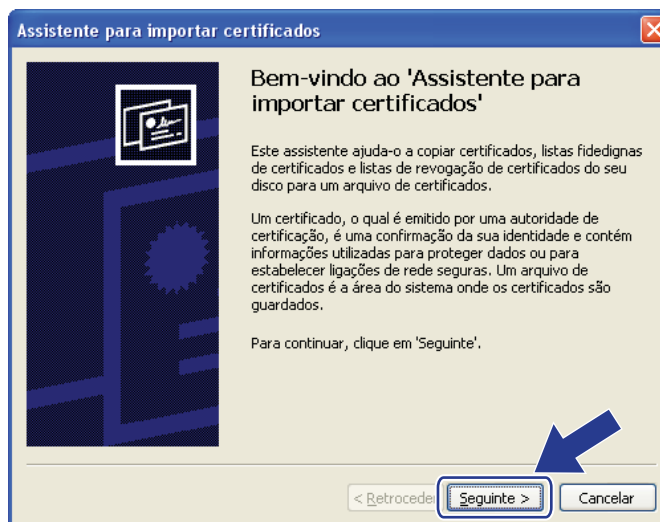 Assistente para importar certificados
Bem-vindo ao 'Assistente para
importar certificados'
Este assistente ajuda-o a copiar certificados, listas fidedignas
de certificados e listas de revogação de certificados do seu
disco para um arquivo de certificados.
Um certificado, o qual é emitido por uma autoridade de
certificação, é uma confirmação da sua identidade e contém
informações utilizadas para proteger dados ou para
estabelecer ligações de rede seguras. Um arquivo de
certificados é a área do sistema onde os certificados são
guardados.
Para continuar, clique em 'Seguinte'.
< Retroceder Seguinte > Cancelar